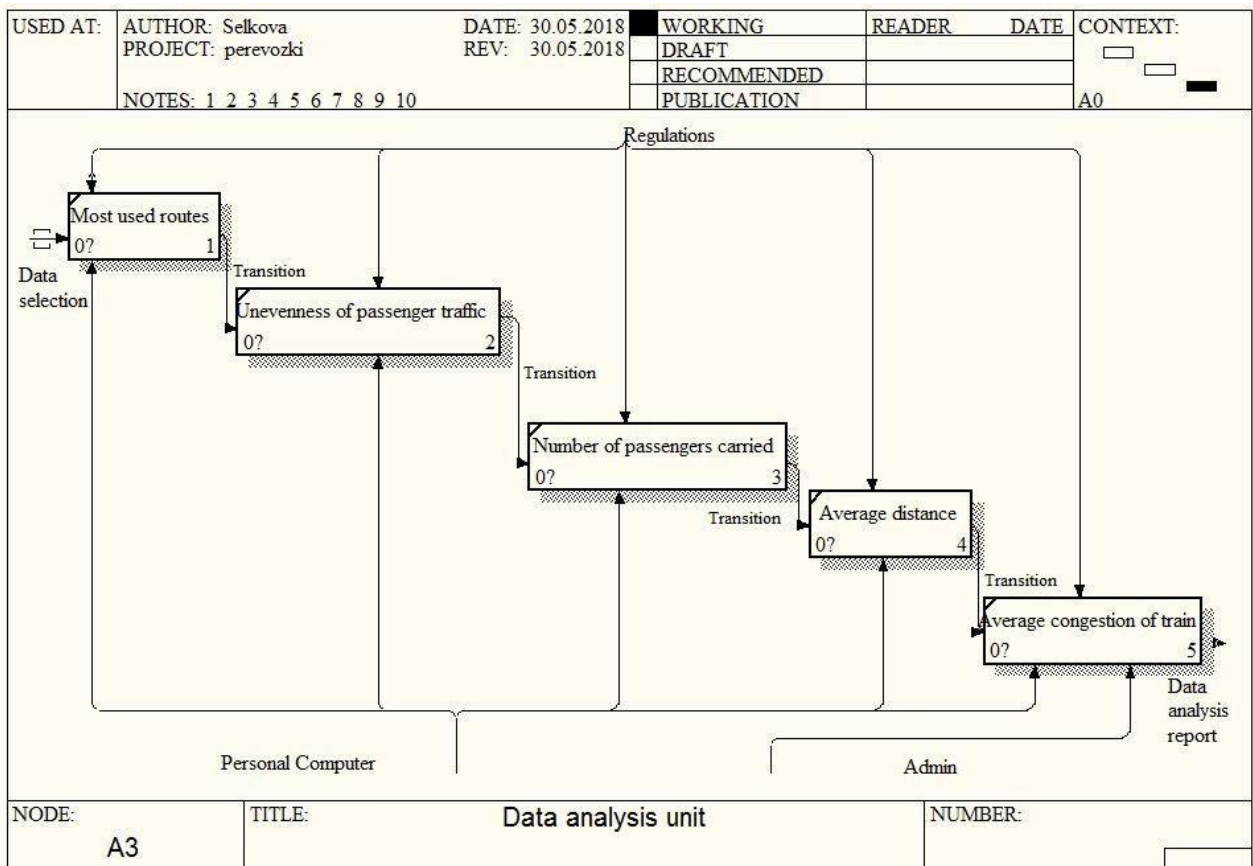 USED AT:
AUTHOR: Selkova
DATE: 30.05.2018
PROJECT: perevozki
REV: 30.05.2018
NOTES: 1 2 3 4 5 6 7 8 9 10
WORKING
DRAFT
RECOMMENDED
PUBLICATION
READER DATE
CONTEXT:
A0
Regulations
Most used routes
0? 1
Data
selection
Transition
Unevenness of passenger traffic
0? 2
Transition
Number of passengers carried
0? 3
Transition
Average distance
0? 4
Transition
Average congestion of train
0? 5
Data
analysis
report
Personal Computer
Admin
NODE:
A3
TITLE:
Data analysis unit
NUMBER: